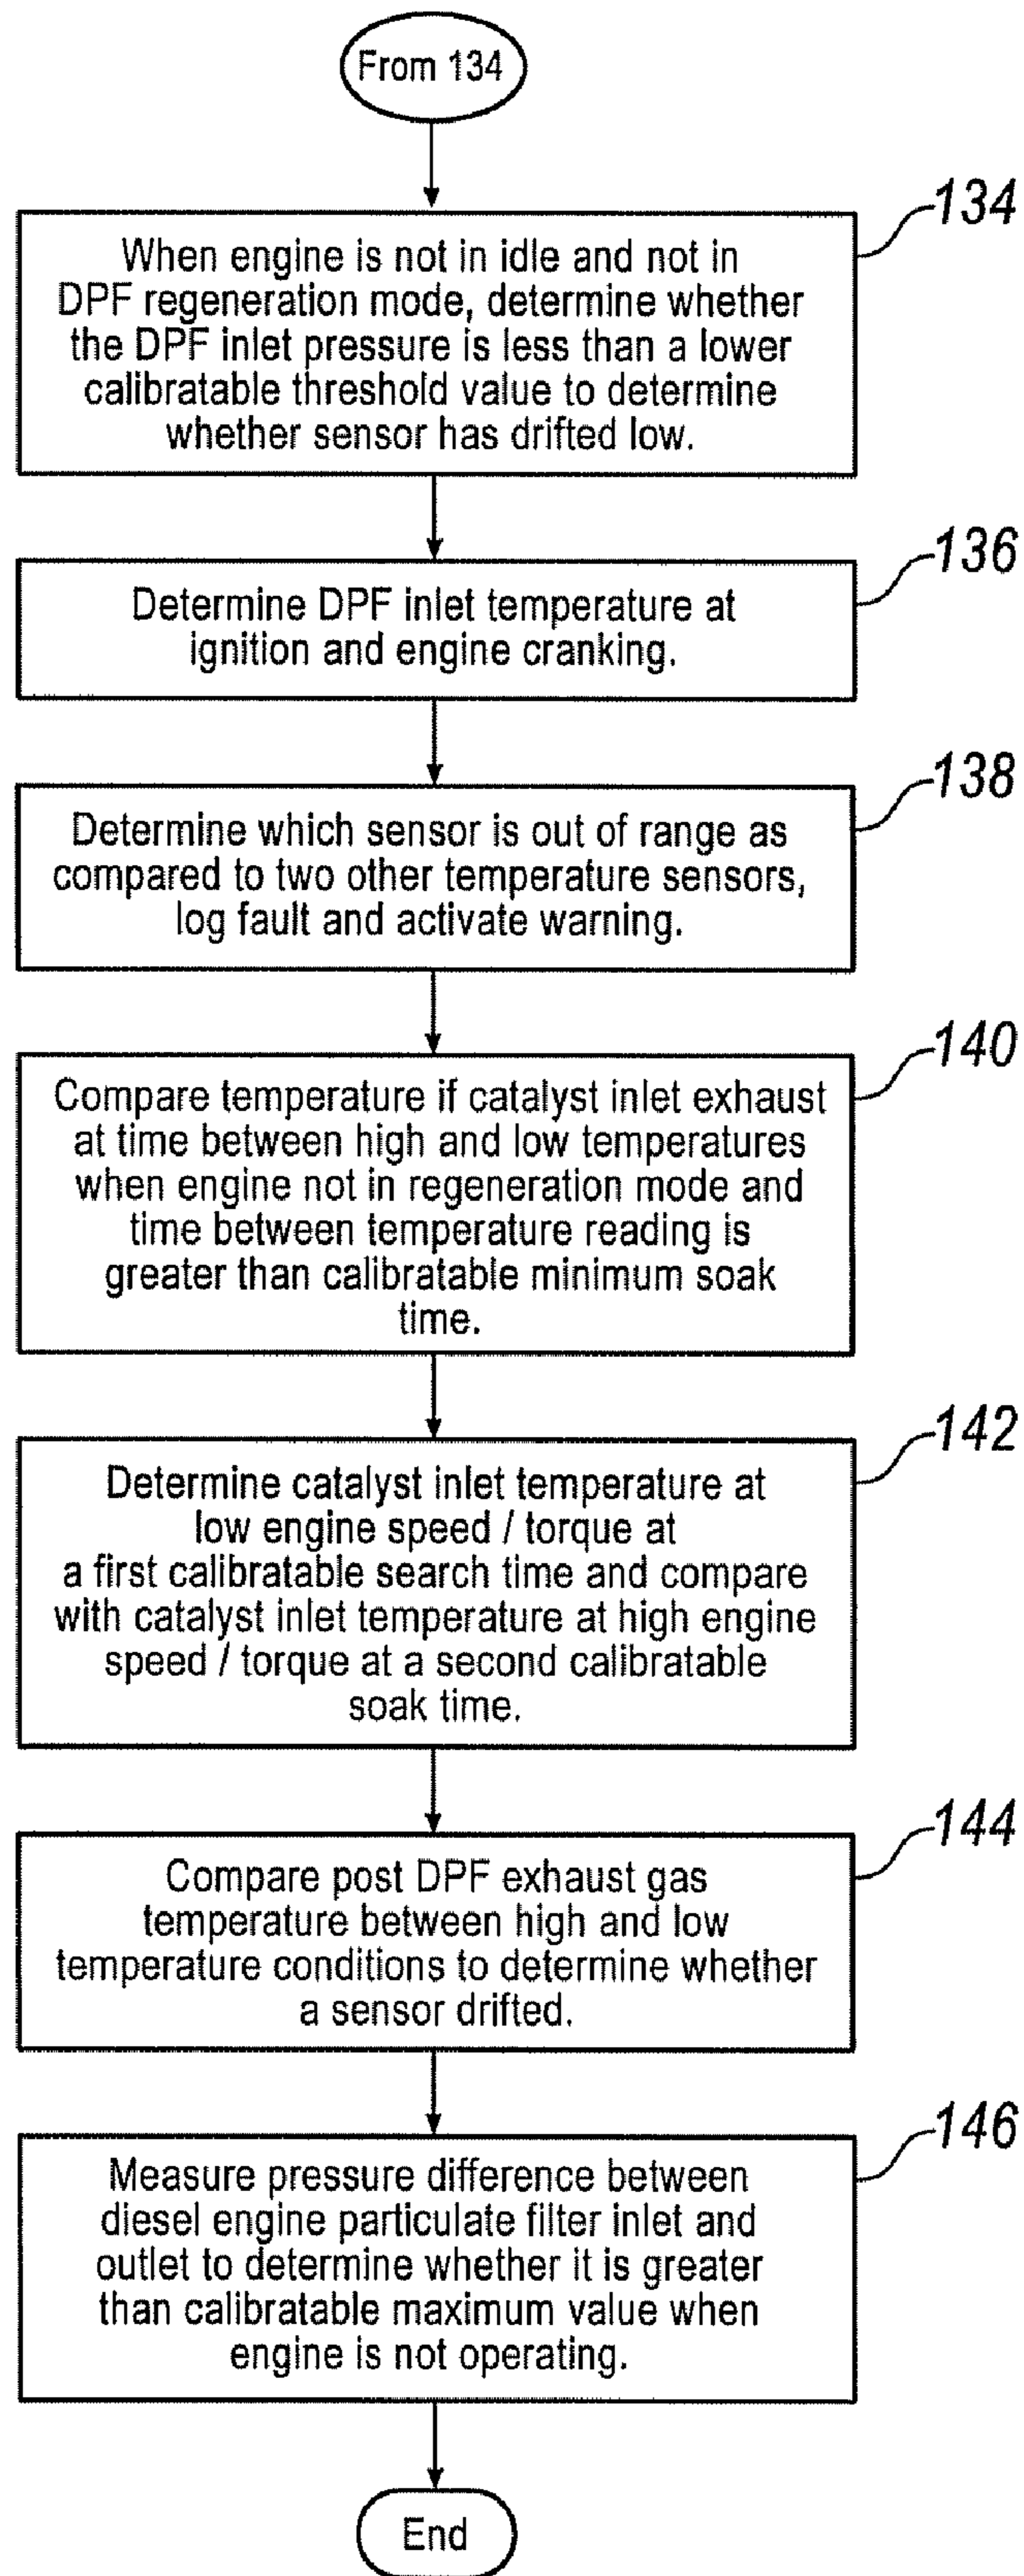 From 134
134
When engine is not in idle and not in
DPF regeneration mode, determine whether
the DPF inlet pressure is less than a lower
calibratable threshold value to determine
whether sensor has drifted low.
136
Determine DPF inlet temperature at
ignition and engine cranking.
138
Determine which sensor is out of range as
compared to two other temperature sensors,
log fault and activate warning.
140
Compare temperature if catalyst inlet exhaust
at time between high and low temperatures
when engine not in regeneration mode and
time between temperature reading is
greater than calibratable minimum soak
time.
142
Determine catalyst inlet temperature at
low engine speed / torque at
a first calibratable search time and compare
with catalyst inlet temperature at high engine
speed / torque at a second calibratable
soak time.
144
Compare post DPF exhaust gas
temperature between high and low
temperature conditions to determine whether
a sensor drifted.
146
Measure pressure difference between
diesel engine particulate filter inlet and
outlet to determine whether it is greater
than calibratable maximum value when
engine is not operating.
End